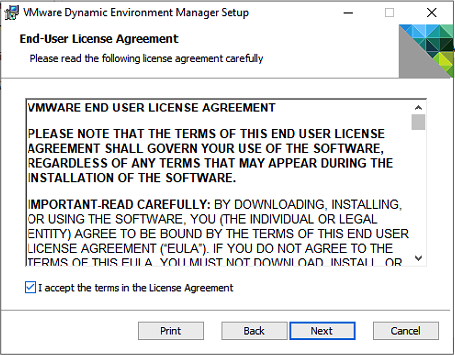 VMware Dynamic Environment Manager Setup
End-User License Agreement
Please read the following license agreement carefully
VMWARE END USER LICENSE AGREEMENT
PLEASE NOTE THAT THE TERMS OF THIS END USER LICENSE
AGREEMENT SHALL GOVERN YOUR USE OF THE SOFTWARE,
REGARDLESS OF ANY TERMS THAT MAY APPEAR DURING THE
INSTALLATION OF THE SOFTWARE.
IMPORTANT-READ CAREFULLY: BY DOWNLOADING, INSTALLING,
OR USING THE SOFTWARE, YOU (THE INDIVIDUAL OR LEGAL
ENTITY) AGREE TO BE BOUND BY THE TERMS OF THIS END USER
LICENSE AGREEMENT ("EULA"). IF YOU DO NOT AGREE TO THE
TERMS OF THIS EULA, YOU MUST NOT DOWNLOAD, INSTALL, OR
I accept the terms in the License Agreement
Print Back Next Cancel